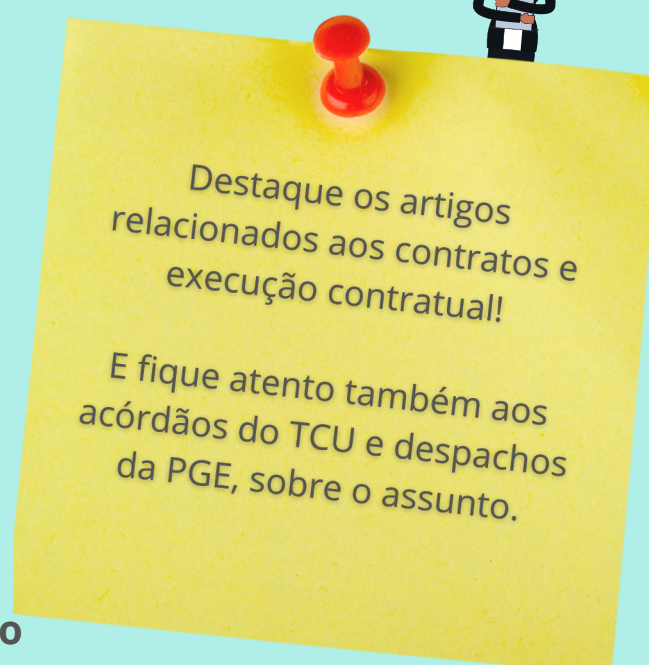 Destaque os artigos
relacionados aos contratos e
execução contratual!
E fique atento também aos
acórdãos do TCU e despachos
da PGE, sobre o assunto.
o